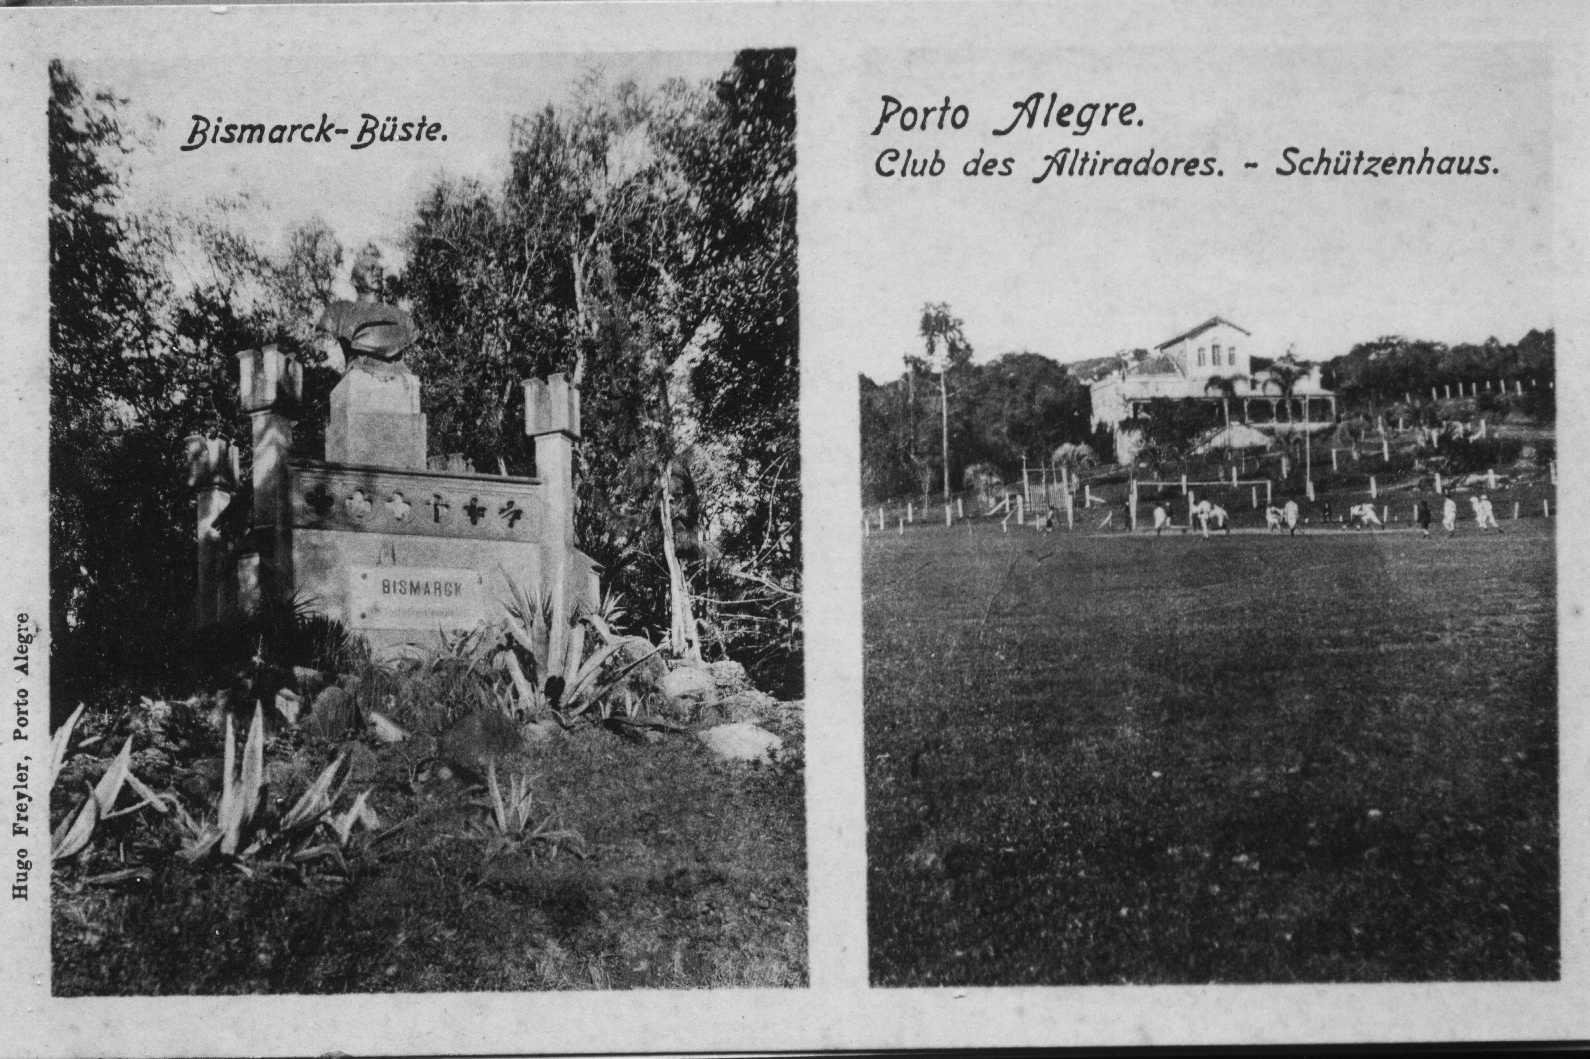 Bismarck-Büste.
BISMARCK
Porto Alegre.
Club des Altiradores. - Schützenhaus.
Hugo Freyler, Porto Alegre